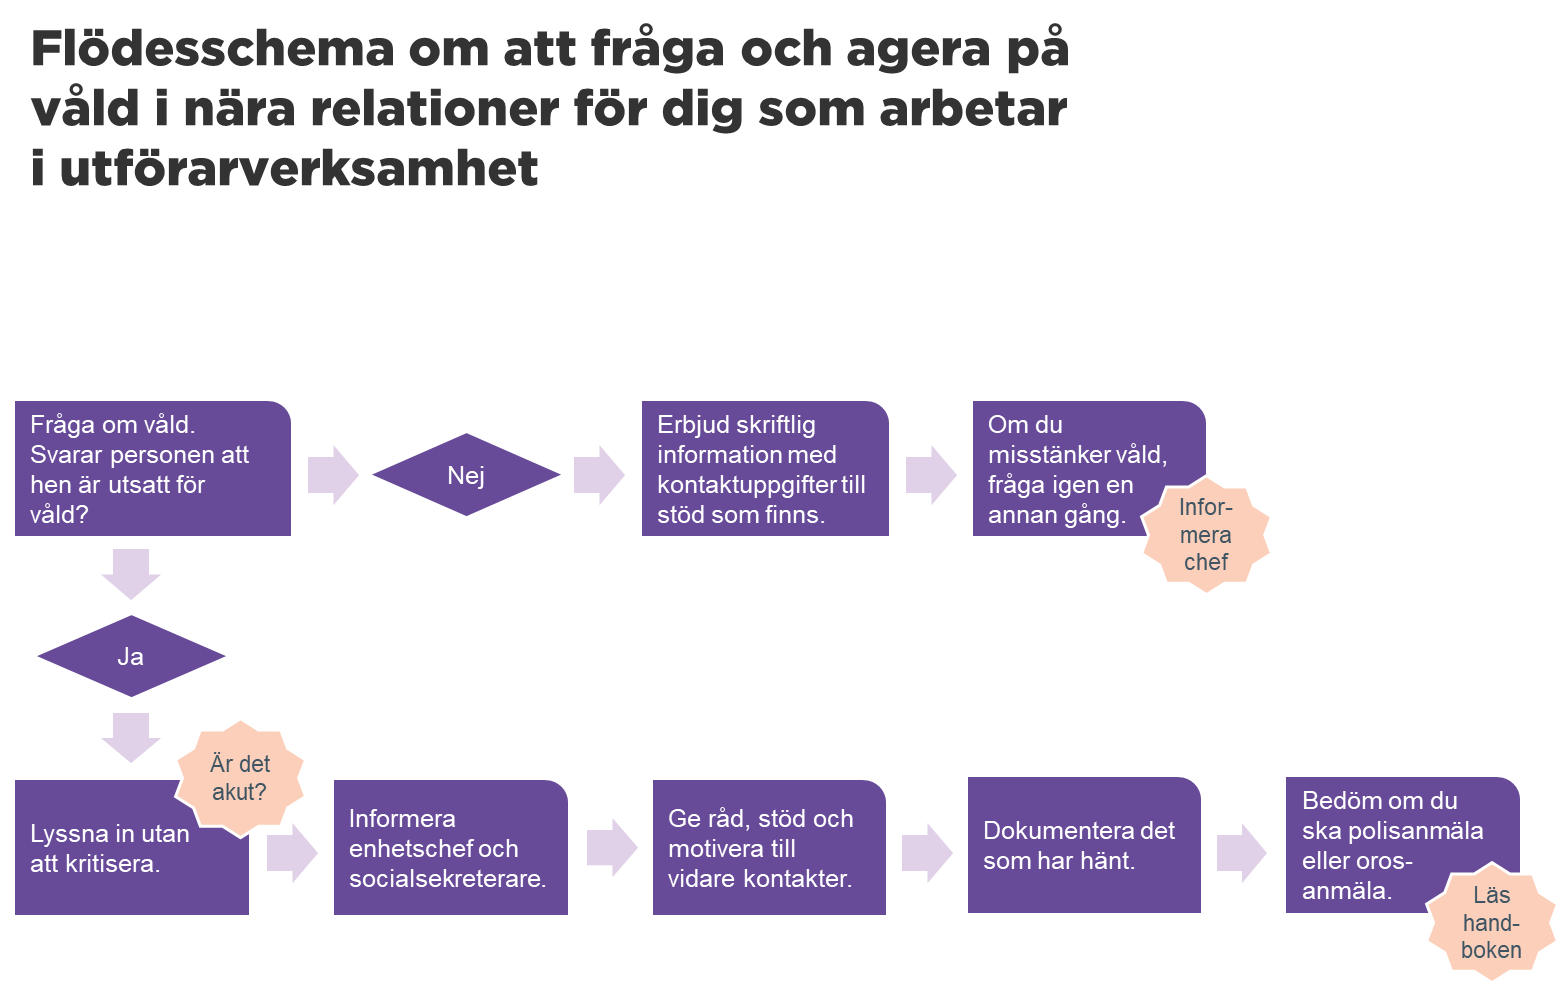 Flödesschema om att fråga och agera på
våld i nära relationer för dig som arbetar
i utförarverksamhet
Fråga om våld.
Svarar personen att
hen är utsatt för
våld?
Nej
Erbjud skriftlig
information med
kontaktuppgifter till
stöd som finns.
Om du
misstänker våld,
fråga igen en
annan gång.
Infor-
mera
chef
Ja
Är det
akut?
Lyssna in utan
att kritisera.
Informera
enhetschef och
socialsekreterare.
Ge råd, stöd och
motivera till
vidare kontakter.
Dokumentera det
som har hänt.
Bedöm om du
ska polisanmäla
eller oros-
anmäla.
Läs
hand-
boken